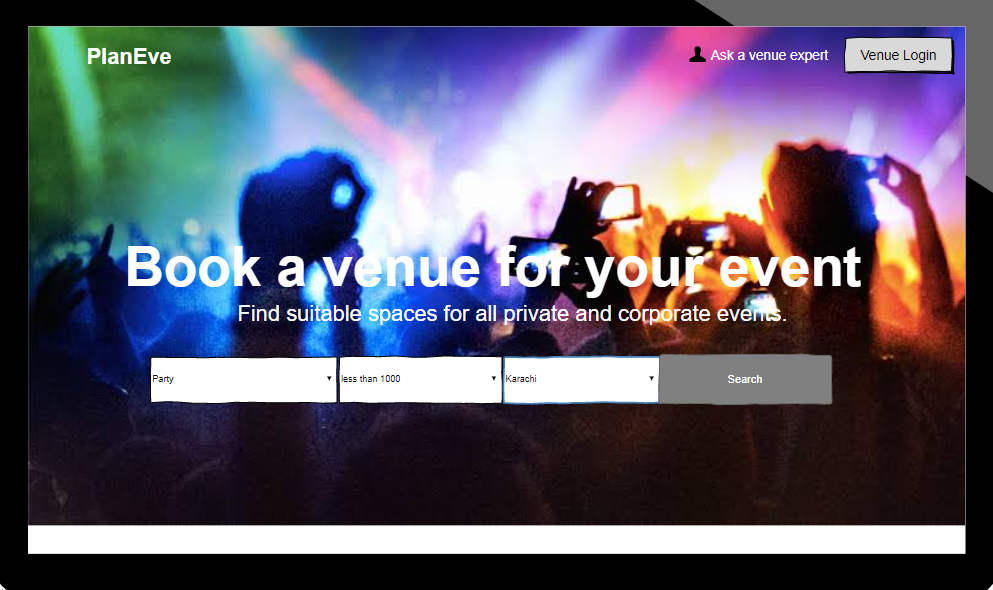 PlanEve
Ask a venue expert
Venue Login
Book a venue for your event
Find suitable spaces for all private and corporate events.
Party
less than 1000
Karachi
Search